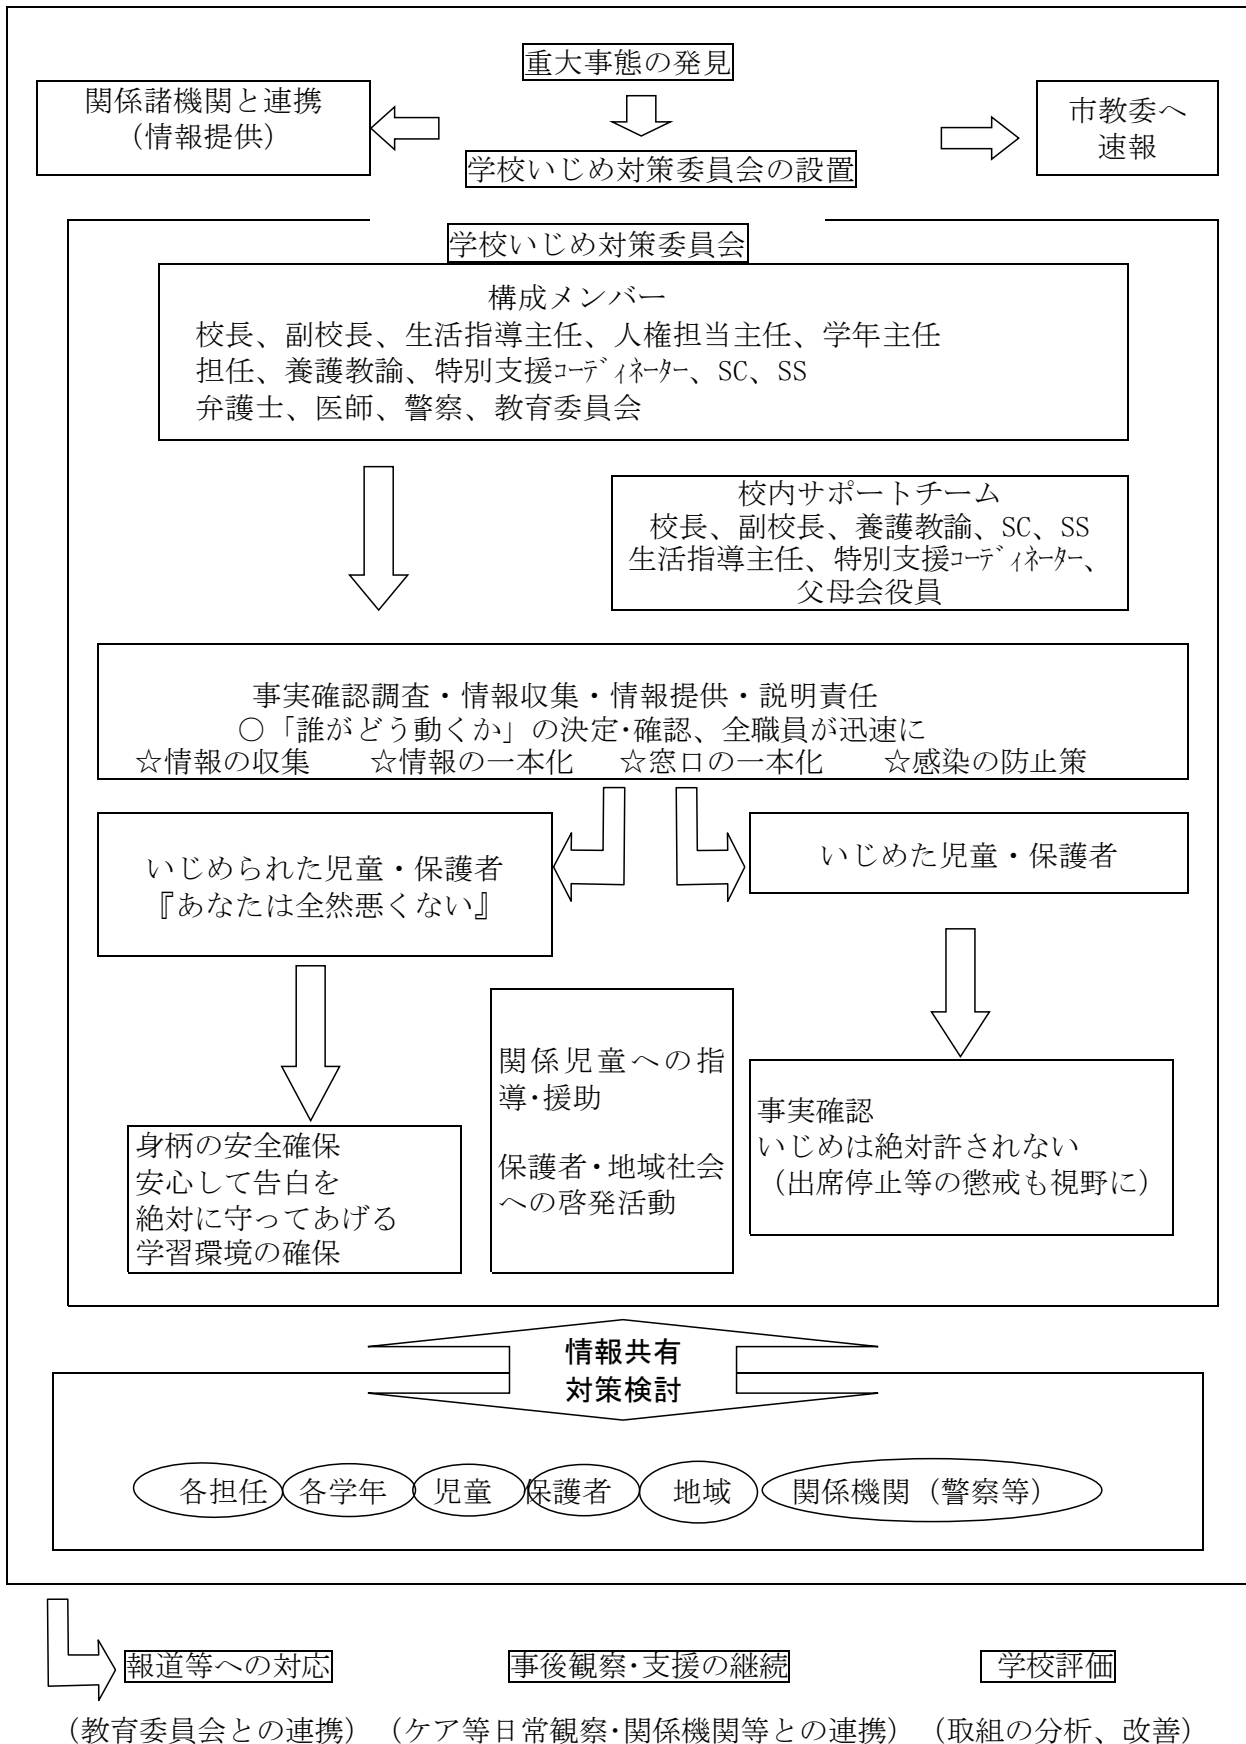 重大事態の発見
関係諸機関と連携
（情報提供）
市教委へ
速報
学校いじめ対策委員会の設置
学校いじめ対策委員会
構成メンバー
校長、副校長、生活指導主任、人権担当主任、学年主任
担任、養護教諭、特別支援ｺｰﾃﾞｨﾈｰﾀｰ、SC、SS
弁護士、医師、警察、教育委員会
校内サポートチーム
校長、副校長、養護教諭、SC、SS
生活指導主任、特別支援ｺｰﾃﾞｨﾈｰﾀｰ、
父母会役員
事実確認調査・情報収集・情報提供・説明責任
○「誰がどう動くか」の決定･確認、全職員が迅速に
☆情報の収集　　☆情報の一本化　　☆窓口の一本化　　☆感染の防止策
いじめられた児童・保護者
『あなたは全然悪くない』
いじめた児童・保護者
身柄の安全確保
安心して告白を
絶対に守ってあげる
学習環境の確保
関係児童への指
導･援助
保護者・地域社会
への啓発活動
事実確認
いじめは絶対許されない
（出席停止等の懲戒も視野に）
情報共有
対策検討
各担任　各学年　児童　保護者　地域　関係機関（警察等）
報道等への対応　事後観察･支援の継続　学校評価
（教育委員会との連携）（ケア等日常観察･関係機関等との連携）（取組の分析、改善）